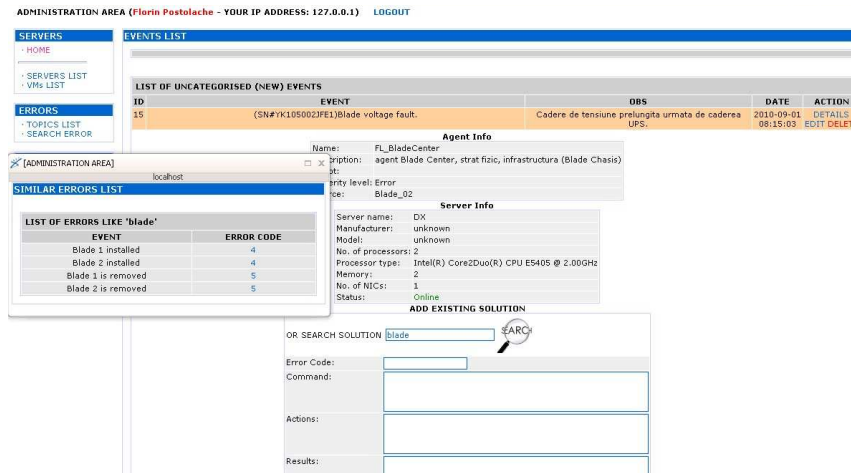 ADMINISTRATION AREA (Florin Postolache - YOUR IP ADDRESS: 127.0.0.1) LOGOUT
SERVERS
· HOME
· SERVERS LIST
· VMs LIST
ERRORS
· TOPICS LIST
· SEARCH ERROR
EVENTS LIST
LIST OF UNCATEGORISED (NEW) EVENTS
ID EVENT OBS DATE ACTION
15 (SN#YK105002JFE1)Blade voltage fault. Cadere de tensiune prelungita urmata de caderea UPS. 2010-09-01 08:15:03 DETAILS EDIT DELET
Agent Info
Name: FL_BladeCenter
cription: agent Blade Center, strat fizic, infrastructura (Blade Chasis)
pt:
erity level: Error
rce: Blade_02
Server Info
Server name: DX
Manufacturer: unknown
Model: unknown
No. of processors: 2
Processor type: Intel(R) Core2Duo(R) CPU E5405 @ 2.00GHz
Memory: 2
No. of NICs: 1
Status: Online
[ADMINISTRATION AREA]
localhost
SIMILAR ERRORS LIST
LIST OF ERRORS LIKE 'blade'
EVENT ERROR CODE
Blade 1 installed 4
Blade 2 installed 4
Blade 1 is removed 5
Blade 2 is removed 5
ADD EXISTING SOLUTION
OR SEARCH SOLUTION blade
SEARCH
Error Code:
Command:
Actions:
Results: